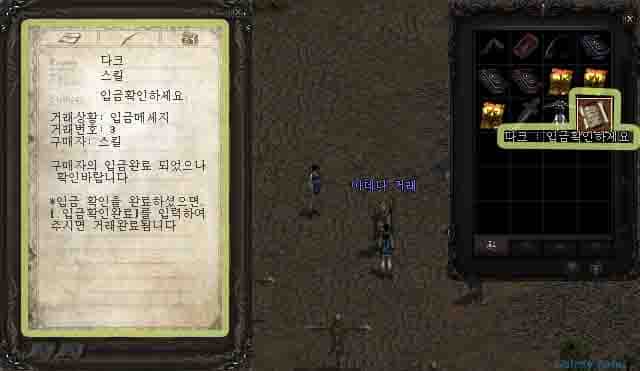 다크
스킬
입금확인하세요
거래상황: 입금메세지
거래번호: 3
구매자: 스킬
구매자의 입금완료 되었으니
확인바랍니다
*입금 확인을 완료하셨으면,
[.입금확인완료]를 입력하여
주시면 거래완료됩니다
아데나 거래
다크 : 입금확인하세요